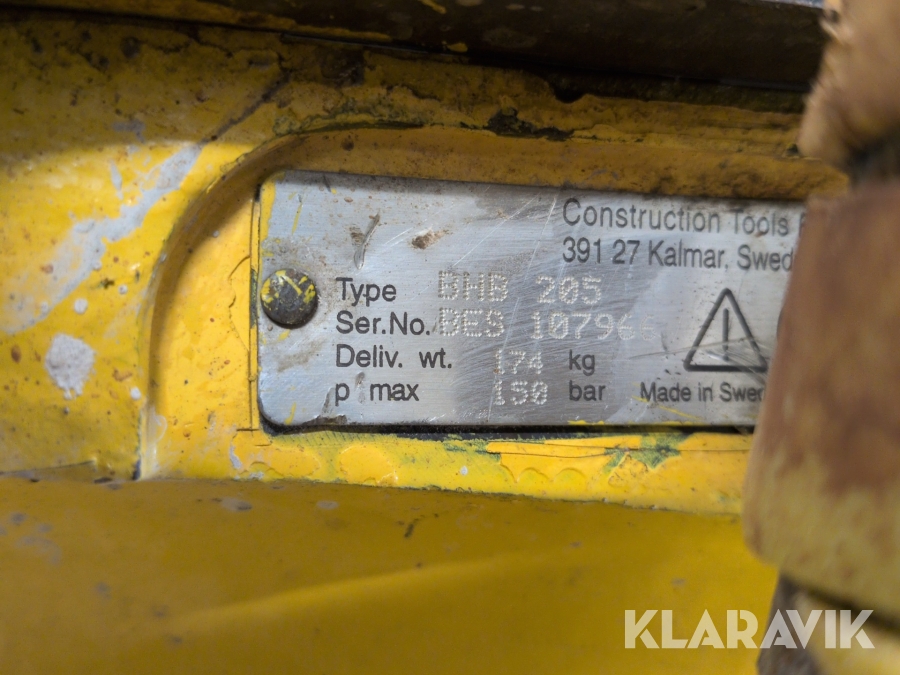 Construction Tools
391 27 Kalmar, Swed
Type BHB 205
Ser.No. BES 10796
Deliv. wt. 174 kg
p max 150 bar
Made in Swe
KLARAVIK